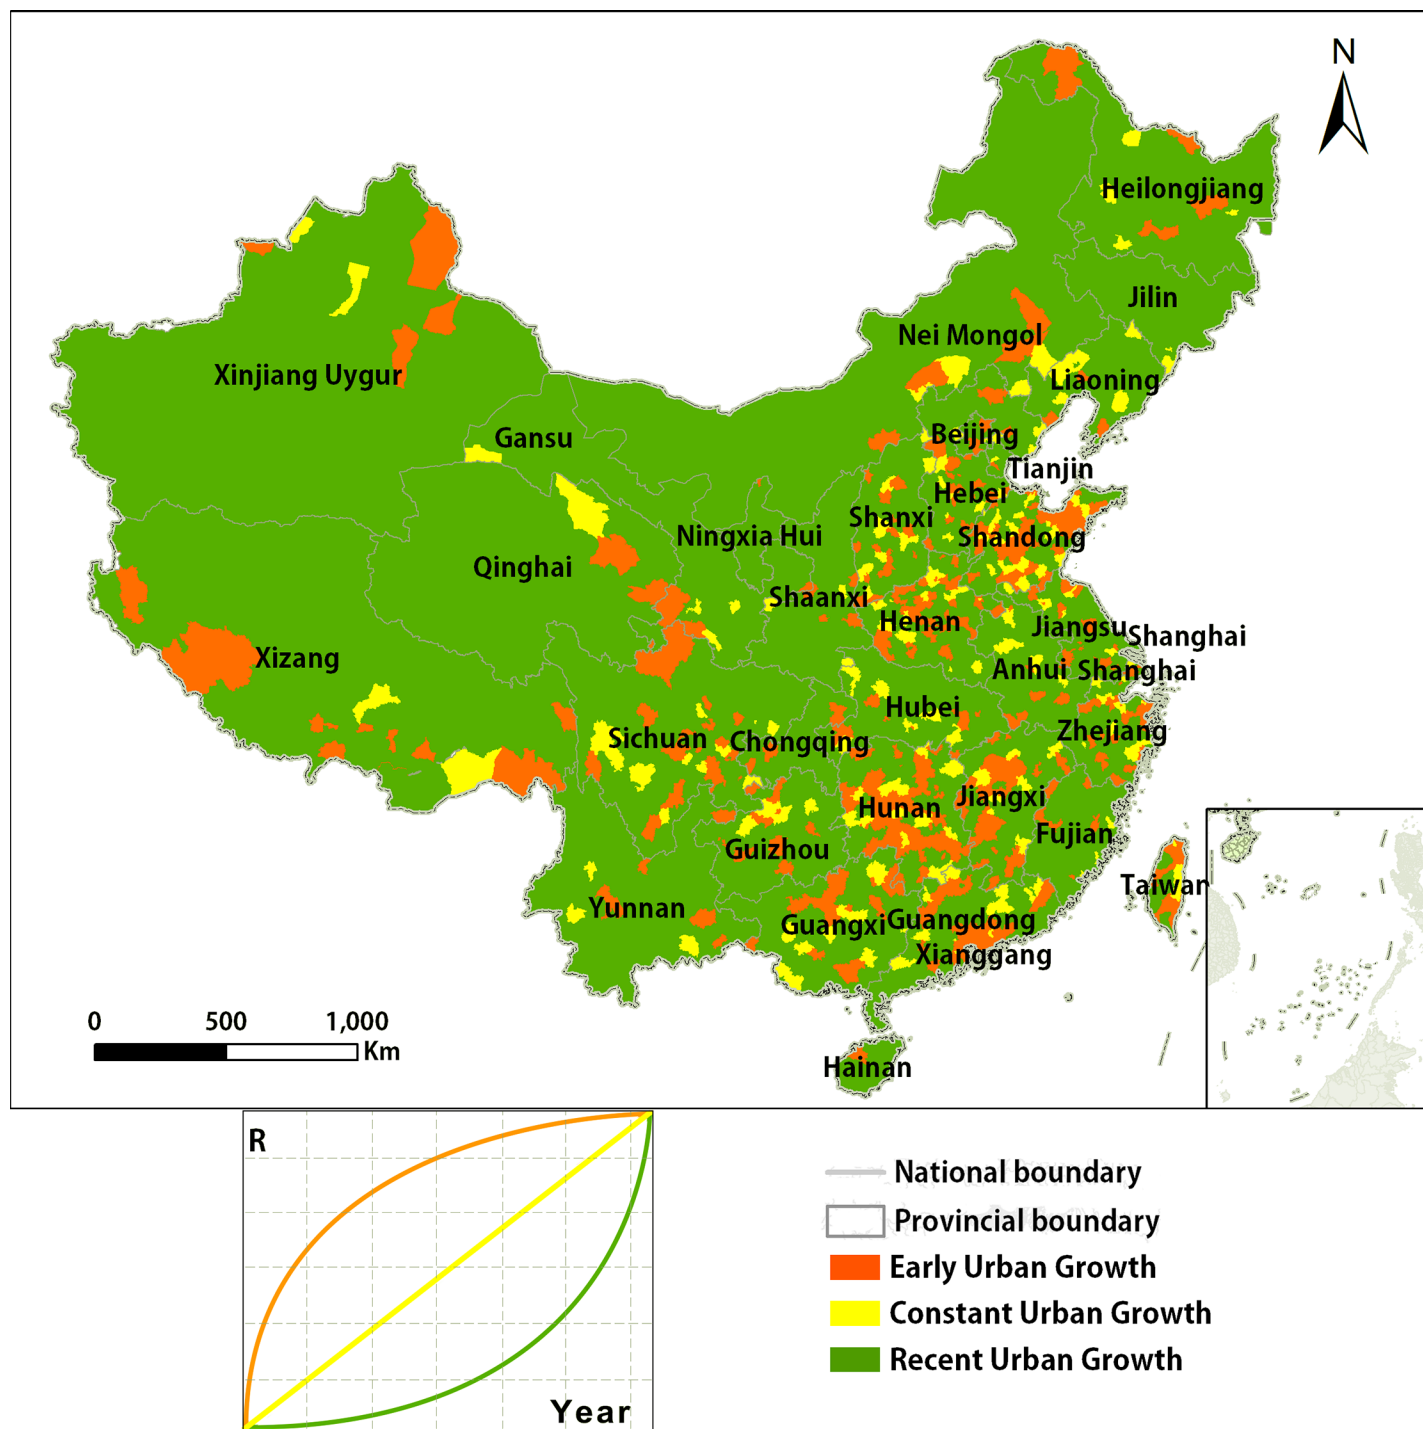 N
Heilongjiang
Jilin
Nei Mongol
Xinjiang Uygur
Liaoning
Gansu
Beijing
Tianjin
Hebei
Shanxi
Ningxia Hui
Shandong
Qinghai
Shaanxi
Henan
Jiangsu
Shanghai
Xizang
Anhui
Shanghai
Hubei
Sichuan
Chongqing
Zhejiang
Hunan
Jiangxi
Fujian
Guizhou
Taiwan
Yunnan
Guangxi
Guangdong
Xianggang
0 500 1,000
Km
Hainan
R
Year
National boundary
Provincial boundary
Early Urban Growth
Constant Urban Growth
Recent Urban Growth